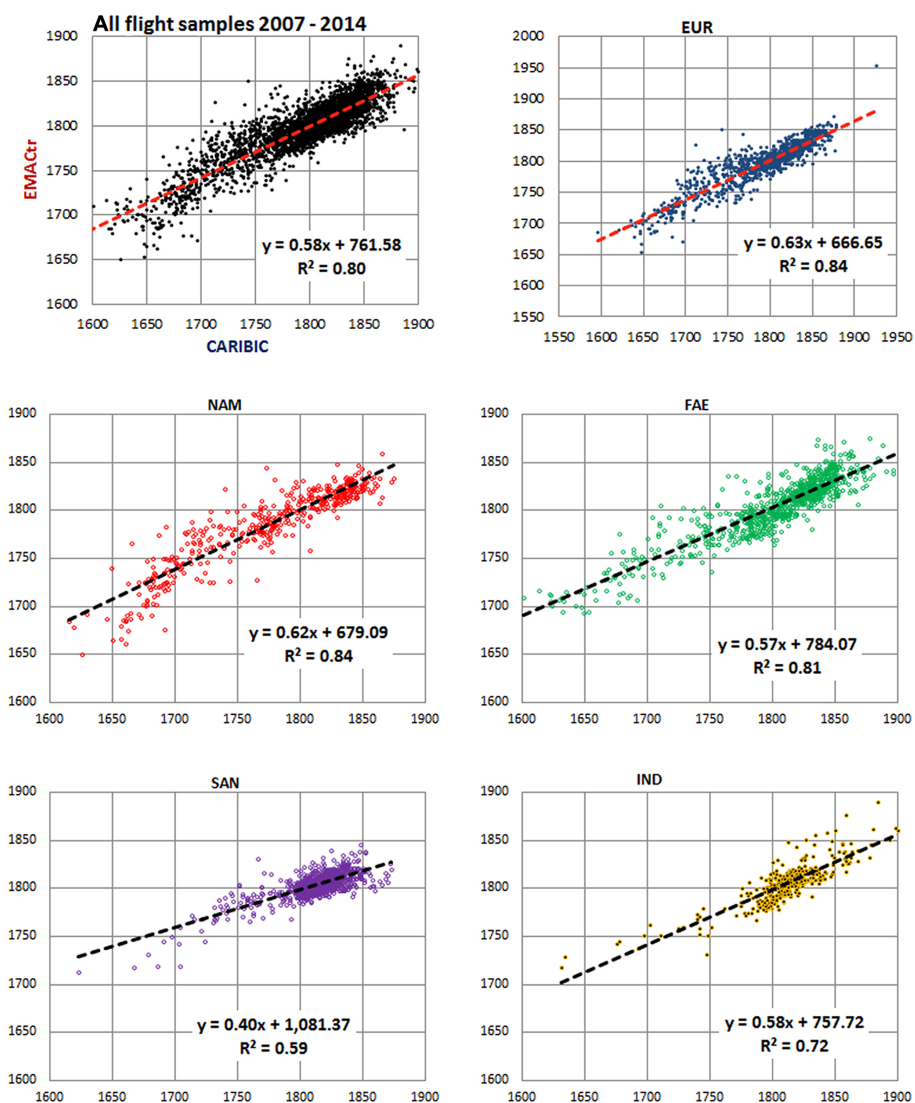 All flight samples 2007 - 2014
1900
1850
1800
1750
1700
1650
1600
EMACtr
y = 0.58x + 761.58
R² = 0.80
1600 1650 1700 1750 1800 1850 1900
CARIBIC
EUR
2000
1950
1900
1850
1800
1750
1700
1650
1600
1550
y = 0.63x + 666.65
R² = 0.84
1550 1600 1650 1700 1750 1800 1850 1900 1950
NAM
1900
1850
1800
1750
1700
1650
1600
y = 0.62x + 679.09
R² = 0.84
1600 1650 1700 1750 1800 1850 1900
FAE
1900
1850
1800
1750
1700
1650
1600
y = 0.57x + 784.07
R² = 0.81
1600 1650 1700 1750 1800 1850 1900
SAN
1900
1850
1800
1750
1700
1650
1600
y = 0.40x + 1,081.37
R² = 0.59
1600 1650 1700 1750 1800 1850 1900
IND
1900
1850
1800
1750
1700
1650
1600
y = 0.58x + 757.72
R² = 0.72
1600 1650 1700 1750 1800 1850 1900